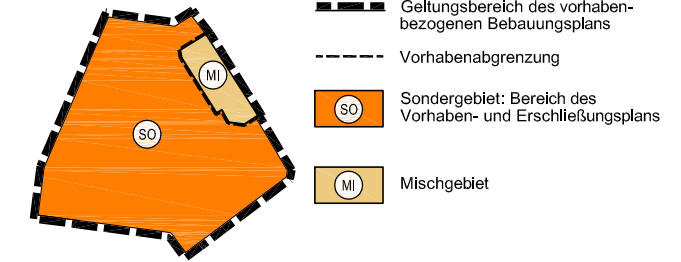 MI
SO
Geltungsbereich des vorhaben-
bezogenen Bebauungsplans
Vorhabenabgrenzung
SO
Sondergebiet: Bereich des
Vorhaben- und Erschließungsplans
MI
Mischgebiet